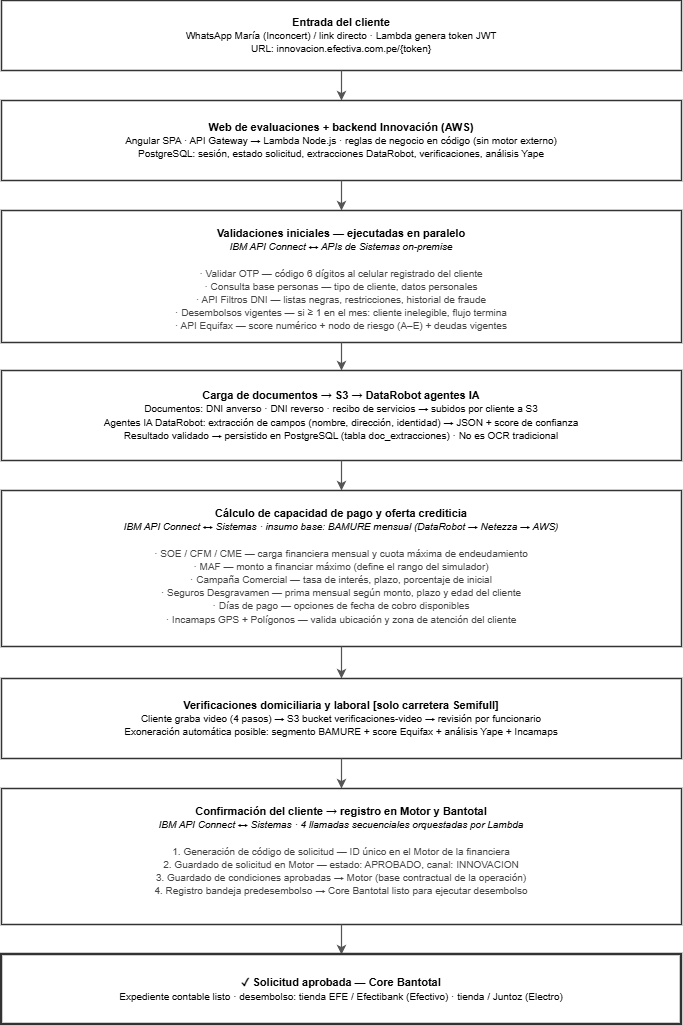 Entrada del cliente
WhatsApp María (Inconcert) / link directo · Lambda genera token JWT
URL: innovacion.efectiva.com.pe/{token}
Web de evaluaciones + backend Innovación (AWS)
Angular SPA · API Gateway → Lambda Node.js · reglas de negocio en código (sin motor externo)
PostgreSQL: sesión, estado solicitud, extracciones DataRobot, verificaciones, análisis Yape
Validaciones iniciales — ejecutadas en paralelo
IBM API Connect ↔ APIs de Sistemas on-premise
· Validar OTP — código 6 dígitos al celular registrado del cliente
· Consulta base personas — tipo de cliente, datos personales
· API Filtros DNI — listas negras, restricciones, historial de fraude
· Desembolsos vigentes — si ≥ 1 en el mes: cliente inelegible, flujo termina
· API Equifax — score numérico + nodo de riesgo (A–E) + deudas vigentes
Carga de documentos → S3 → DataRobot agentes IA
Documentos: DNI anverso · DNI reverso · recibo de servicios → subidos por cliente a S3
Agentes IA DataRobot: extracción de campos (nombre, dirección, identidad) → JSON + score de confianza
Resultado validado → persistido en PostgreSQL (tabla doc_extracciones) · No es OCR tradicional
Cálculo de capacidad de pago y oferta crediticia
IBM API Connect ↔ Sistemas · insumo base: BAMURE mensual (DataRobot → Netezza → AWS)
· SOE / CFM / CME — carga financiera mensual y cuota máxima de endeudamiento
· MAF — monto a financiar máximo (define el rango del simulador)
· Campaña Comercial — tasa de interés, plazo, porcentaje de inicial
· Seguros Desgravamen — prima mensual según monto, plazo y edad del cliente
· Días de pago — opciones de fecha de cobro disponibles
· Incamaps GPS + Polígonos — valida ubicación y zona de atención del cliente
Verificaciones domiciliaria y laboral [solo carretera Semifull]
Cliente graba video (4 pasos) → S3 bucket verificaciones-video → revisión por funcionario
Exoneración automática posible: segmento BAMURE + score Equifax + análisis Yape + Incamaps
Confirmación del cliente → registro en Motor y Bantotal
IBM API Connect ↔ Sistemas · 4 llamadas secuenciales orquestadas por Lambda
1. Generación de código de solicitud — ID único en el Motor de la financiera
2. Guardado de solicitud en Motor — estado: APROBADO, canal: INNOVACION
3. Guardado de condiciones aprobadas → Motor (base contractual de la operación)
4. Registro bandeja predesembolso → Core Bantotal listo para ejecutar desembolso
✓ Solicitud aprobada — Core Bantotal
Expediente contable listo · desembolso: tienda EFE / Efectibank (Efectivo) · tienda / Juntoz (Electro)